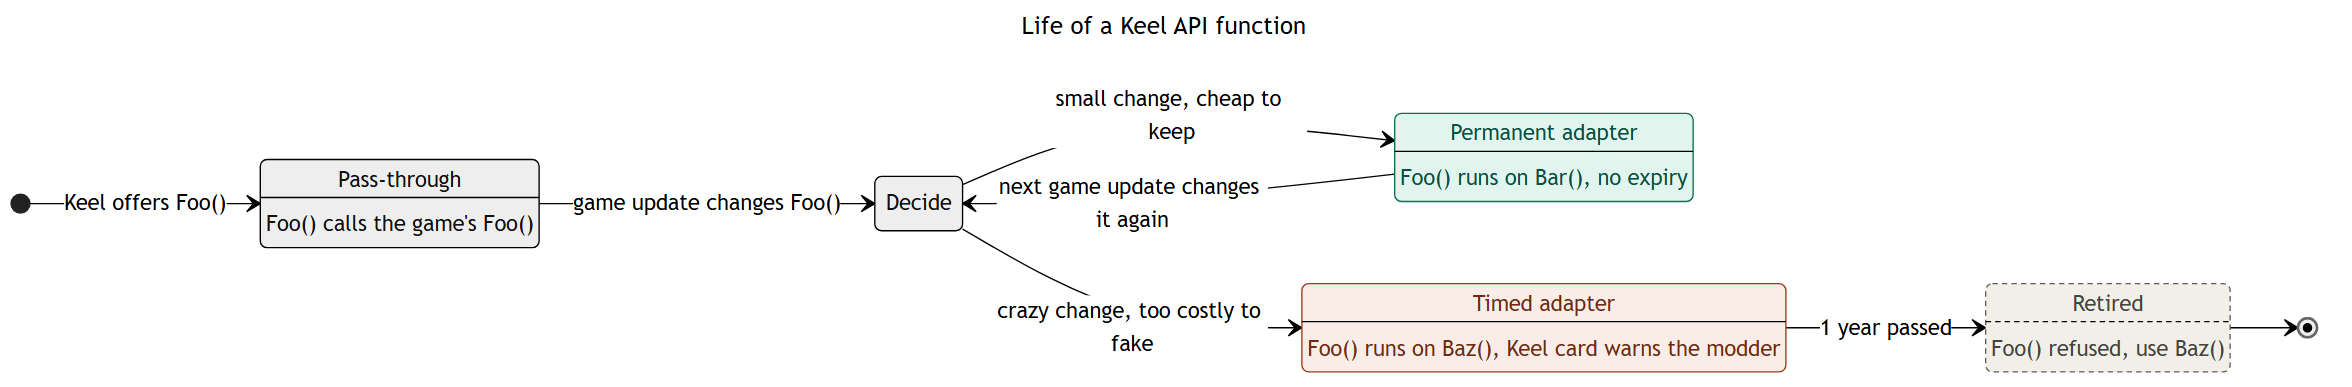 Life of a Keel API function
Keel offers Foo()
Pass-through
Foo() calls the game's Foo()
game update changes Foo()
Decide
small change, cheap to
keep
next game update changes
it again
Permanent adapter
Foo() runs on Bar(), no expiry
crazy change, too costly to
fake
Timed adapter
Foo() runs on Baz(), Keel card warns the modder
1 year passed
Retired
Foo() refused, use Baz()